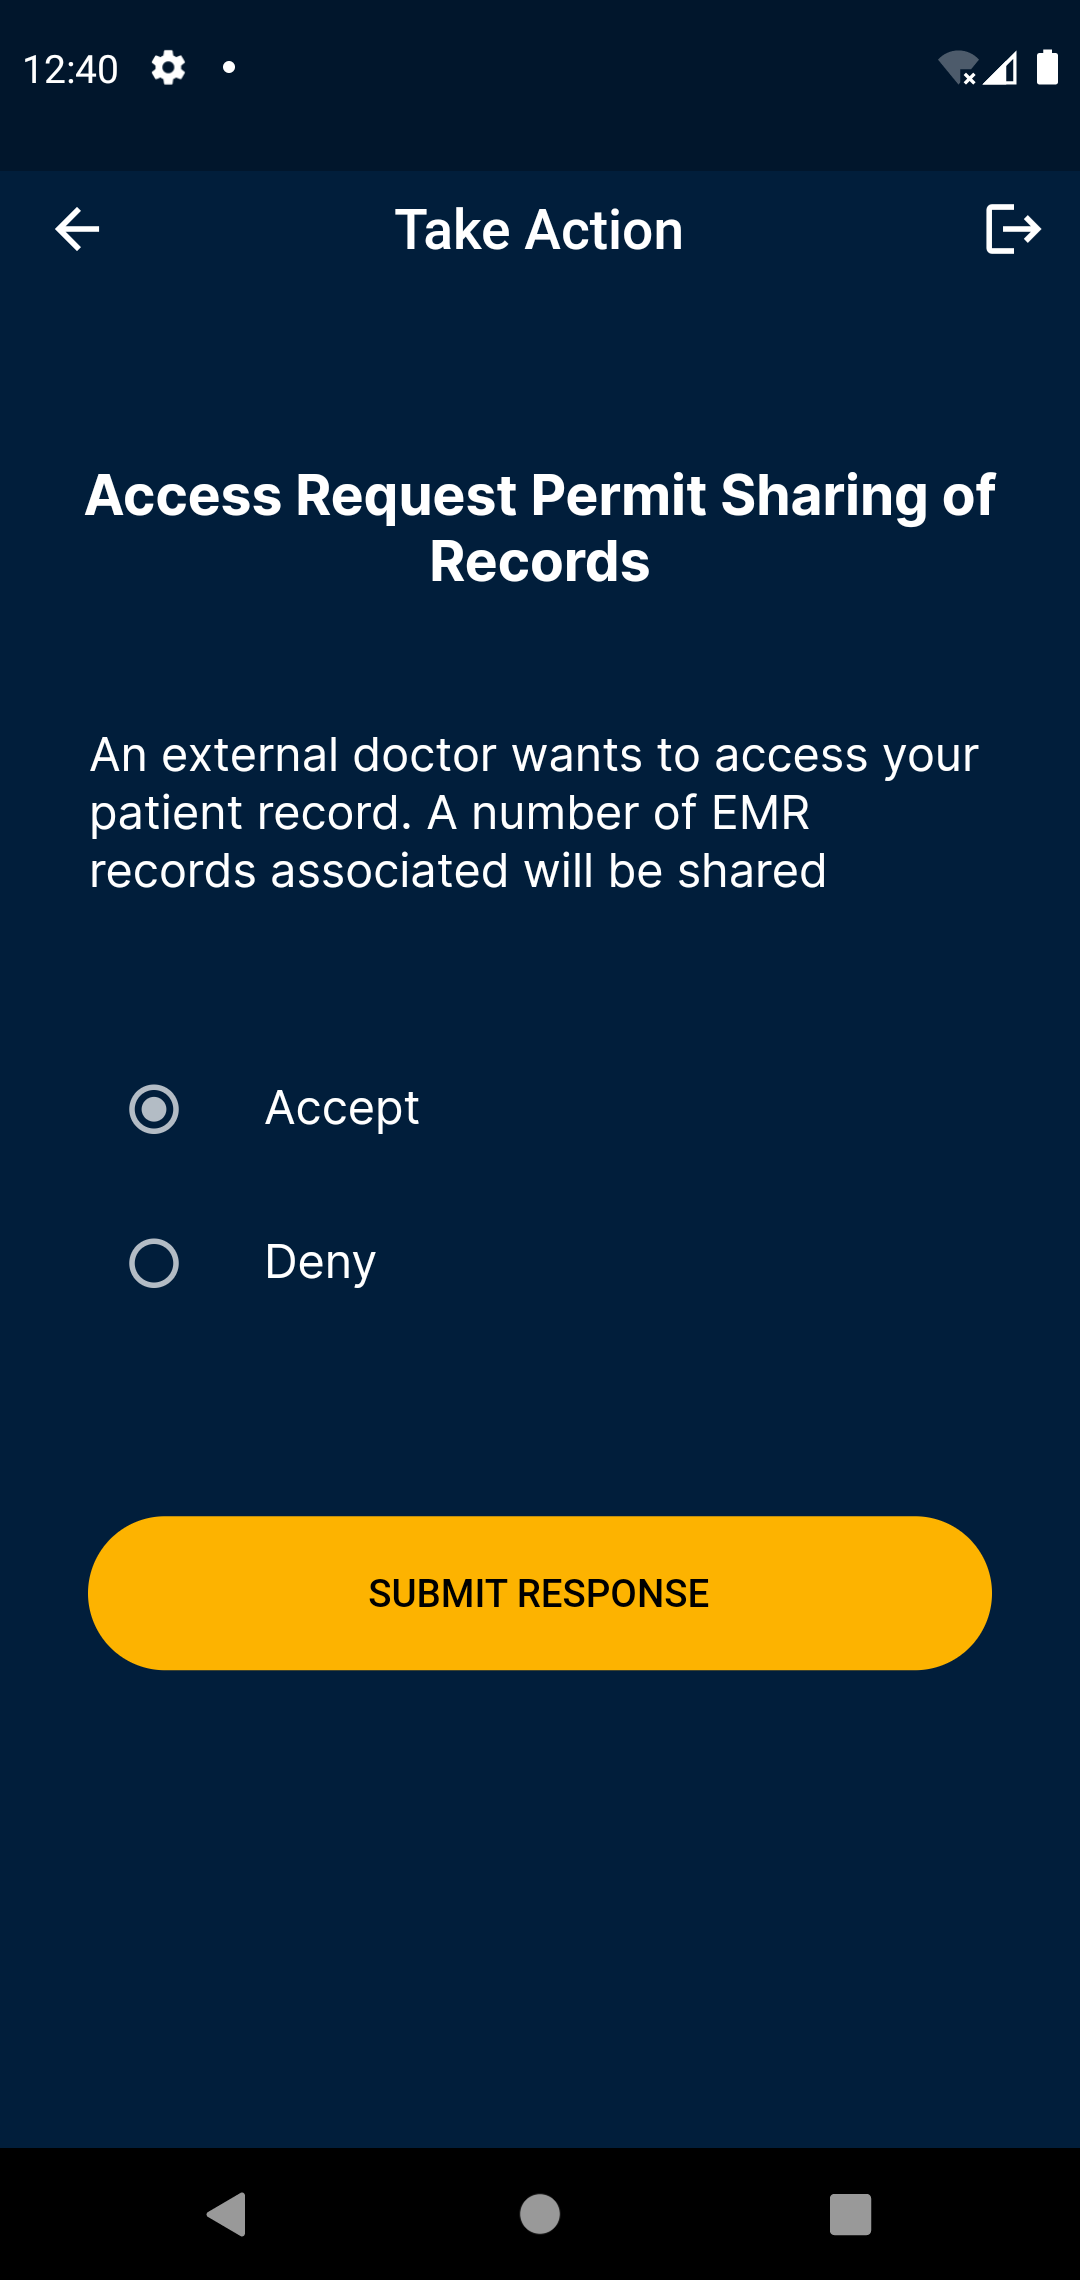 12:40
Take Action
Access Request Permit Sharing of
Records
An external doctor wants to access your
patient record. A number of EMR
records associated will be shared
Accept
Deny
SUBMIT RESPONSE